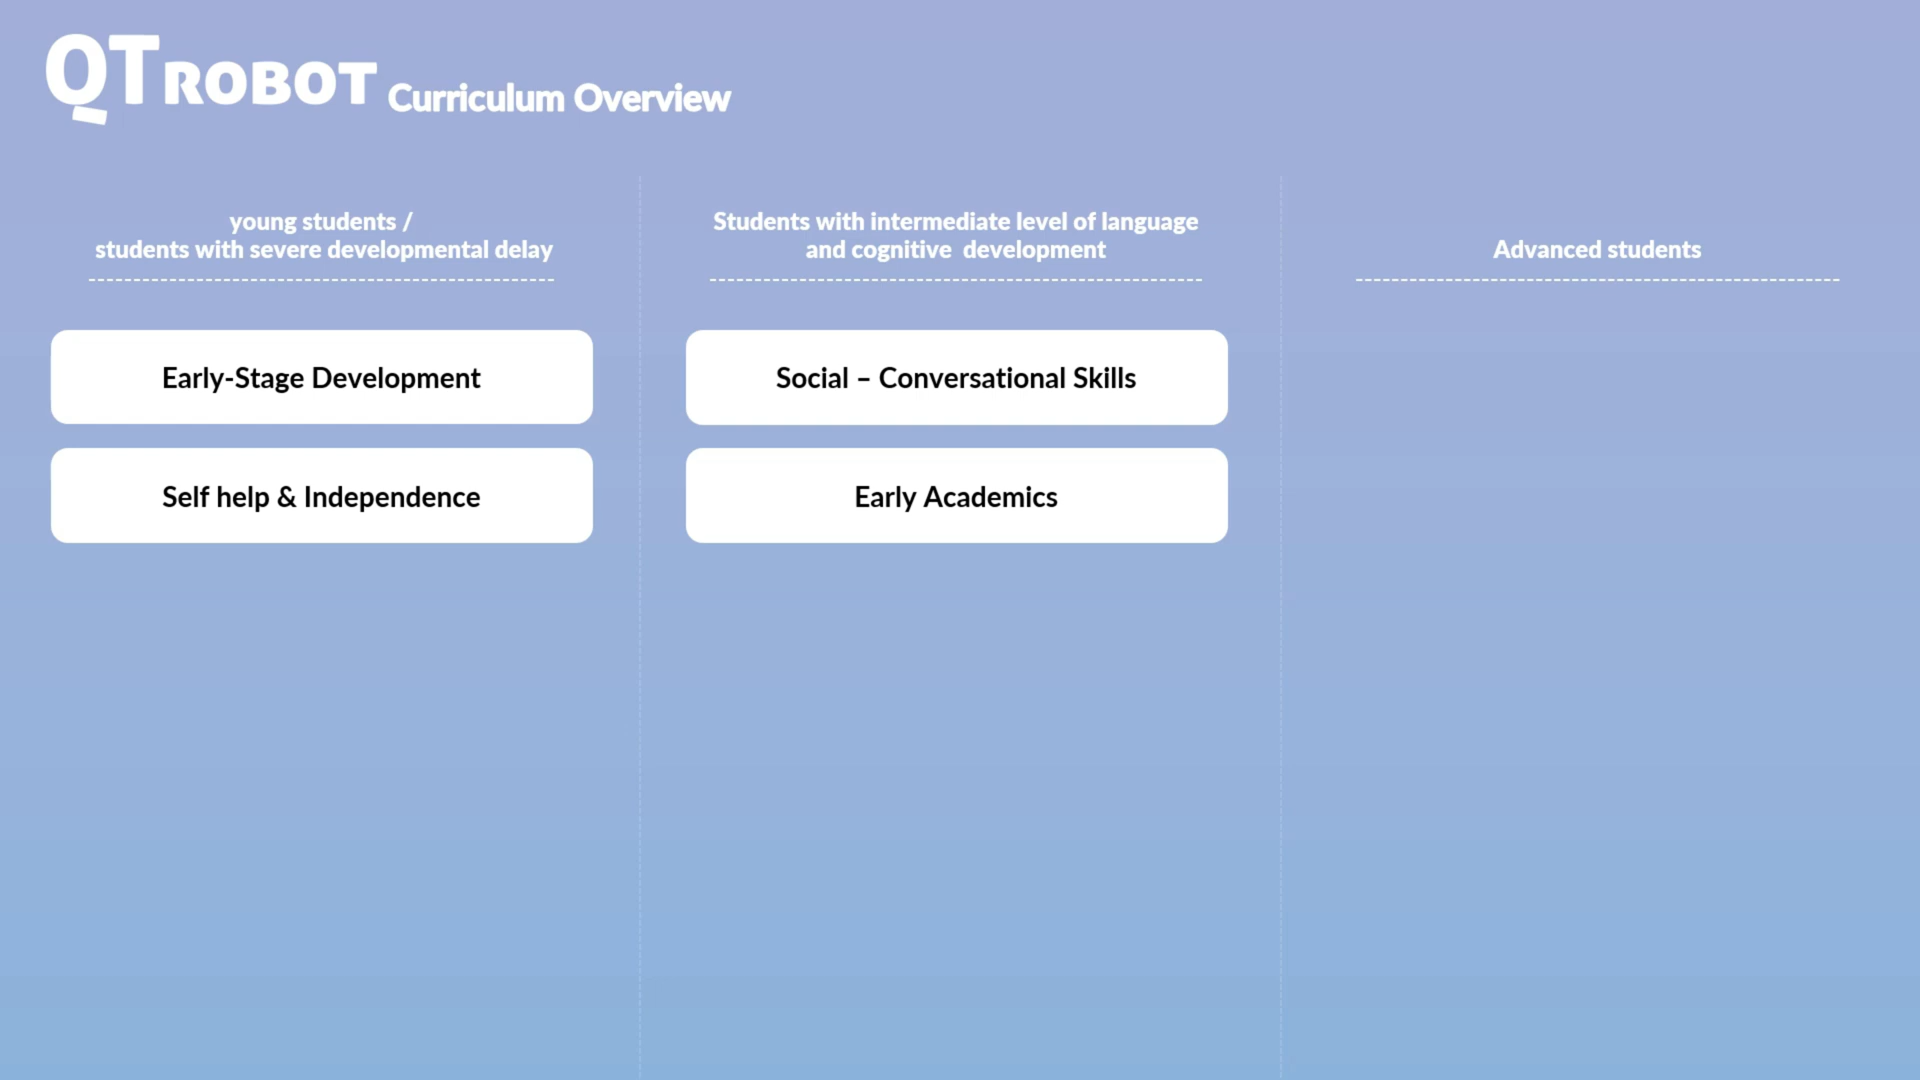 QTROBOT Curriculum Overview
young students /
students with severe developmental delay
Students with intermediate level of language
and cognitive development
Advanced students
Early-Stage Development
Social – Conversational Skills
Self help & Independence
Early Academics